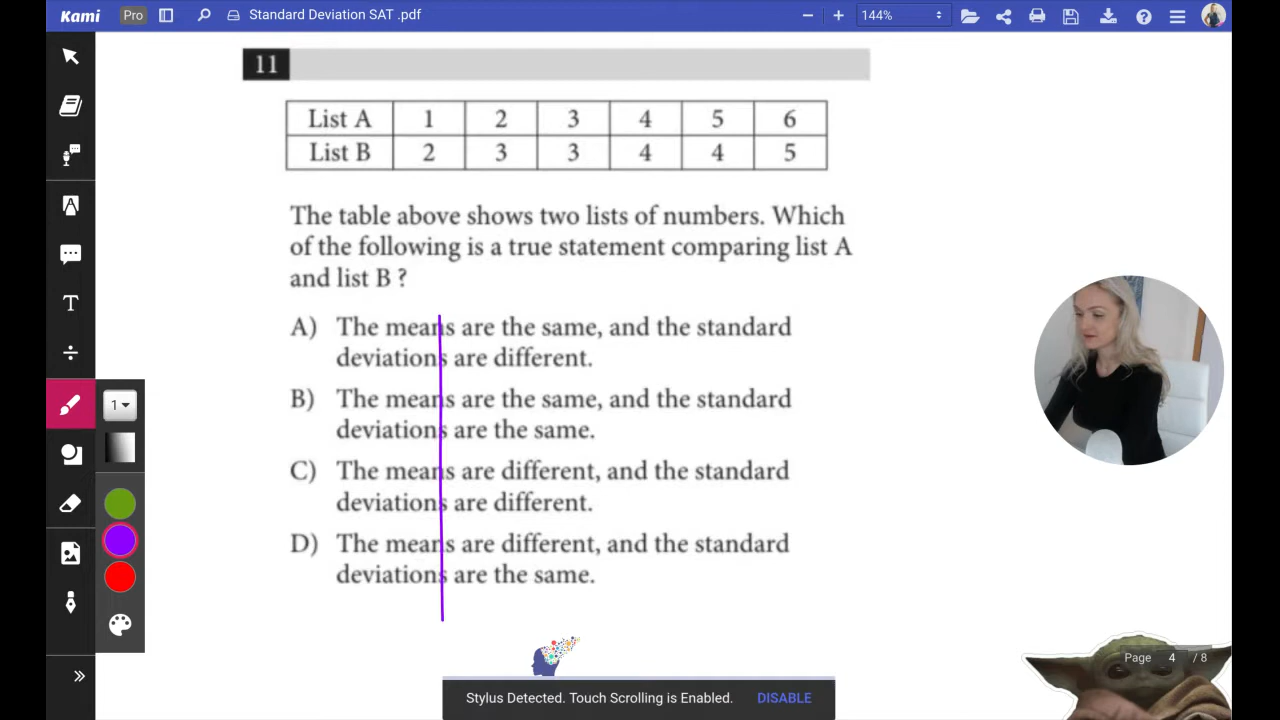 Kami Pro Standard Deviation SAT .pdf 144%
11
List A 1 2 3 4 5 6
List B 2 3 3 4 4 5
The table above shows two lists of numbers. Which
of the following is a true statement comparing list A
and list B ?
A) The means are the same, and the standard
deviations are different.
B) The means are the same, and the standard
deviations are the same.
C) The means are different, and the standard
deviations are different.
D) The means are different, and the standard
deviations are the same.
T
1
Page 4 / 8
Stylus Detected. Touch Scrolling is Enabled. DISABLE